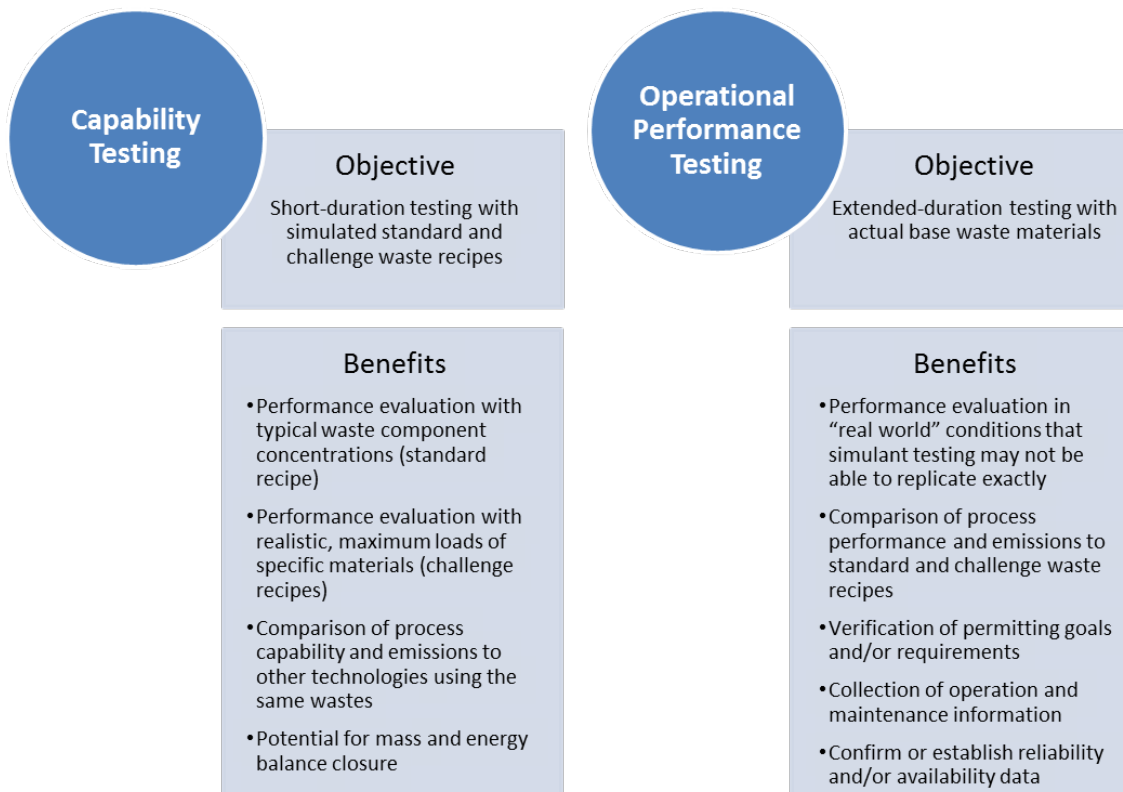 Capability
Testing
Objective
Short-duration testing with
simulated standard and
challenge waste recipes
Benefits
•Performance evaluation with
typical waste component
concentrations (standard
recipe)
•Performance evaluation with
realistic, maximum loads of
specific materials (challenge
recipes)
•Comparison of process
capability and emissions to
other technologies using the
same wastes
•Potential for mass and energy
balance closure
Operational
Performance
Testing
Objective
Extended-duration testing with
actual base waste materials
Benefits
•Performance evaluation in
“real world” conditions that
simulant testing may not be
able to replicate exactly
•Comparison of process
performance and emissions to
standard and challenge waste
recipes
•Verification of permitting goals
and/or requirements
•Collection of operation and
maintenance information
•Confirm or establish reliability
and/or availability data